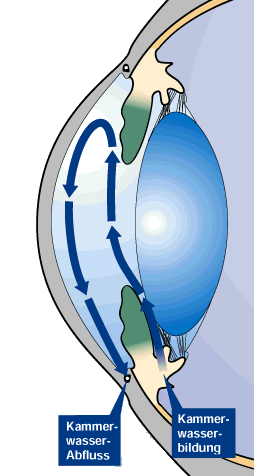 Kammer-
wasser-
Abfluss
Kammer-
wasser-
bildung